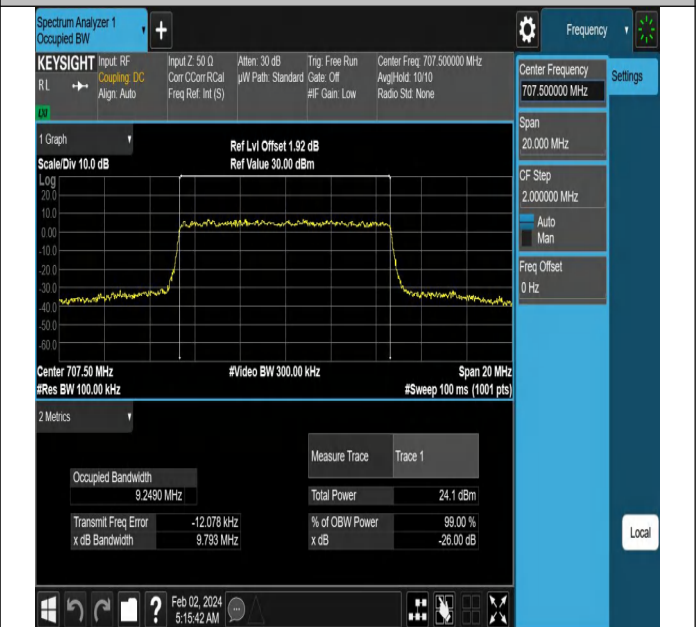 Spectrum Analyzer 1
Occupied BW
Frequency
KEYSIGHT
R L
Input: RF
Coupling: DC
Align: Auto
Input Z: 50 Ω
Corr CCorr RCal
Freq Ref: Int (S)
Atten: 30 dB
µW Path: Standard
Trig: Free Run
Gate: Off
#IF Gain: Low
Center Freq: 707.500000 MHz
Avg|Hold: 10/10
Radio Std: None
Center Frequency
707.500000 MHz
Settings
Span
20.000 MHz
CF Step
2.000000 MHz
Auto
Man
Freq Offset
0 Hz
1 Graph
Scale/Div 10.0 dB
Ref Lvl Offset 1.92 dB
Ref Value 30.00 dBm
Log
20.0
10.0
0.00
-10.0
-20.0
-30.0
-40.0
-50.0
-60.0
Center 707.50 MHz
#Res BW 100.00 kHz
#Video BW 300.00 kHz
Span 20 MHz
#Sweep 100 ms (1001 pts)
2 Metrics
Measure Trace Trace 1
Occupied Bandwidth
9.2490 MHz
Total Power 24.1 dBm
Transmit Freq Error -12.078 kHz
% of OBW Power 99.00 %
x dB Bandwidth 9.793 MHz
x dB -26.00 dB
Local
Feb 02, 2024
5:15:42 AM